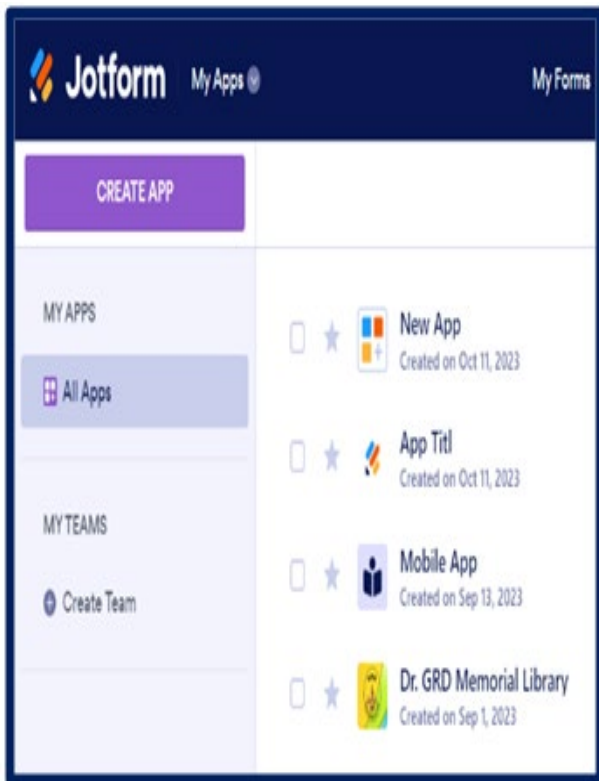 Jotform My Apps My Forms
CREATE APP
MY APPS
All Apps
MY TEAMS
Create Team
New App
Created on Oct 11, 2023
App Titl
Created on Oct 11, 2023
Mobile App
Created on Sep 13, 2023
Dr. GRD Memorial Library
Created on Sep 1, 2023